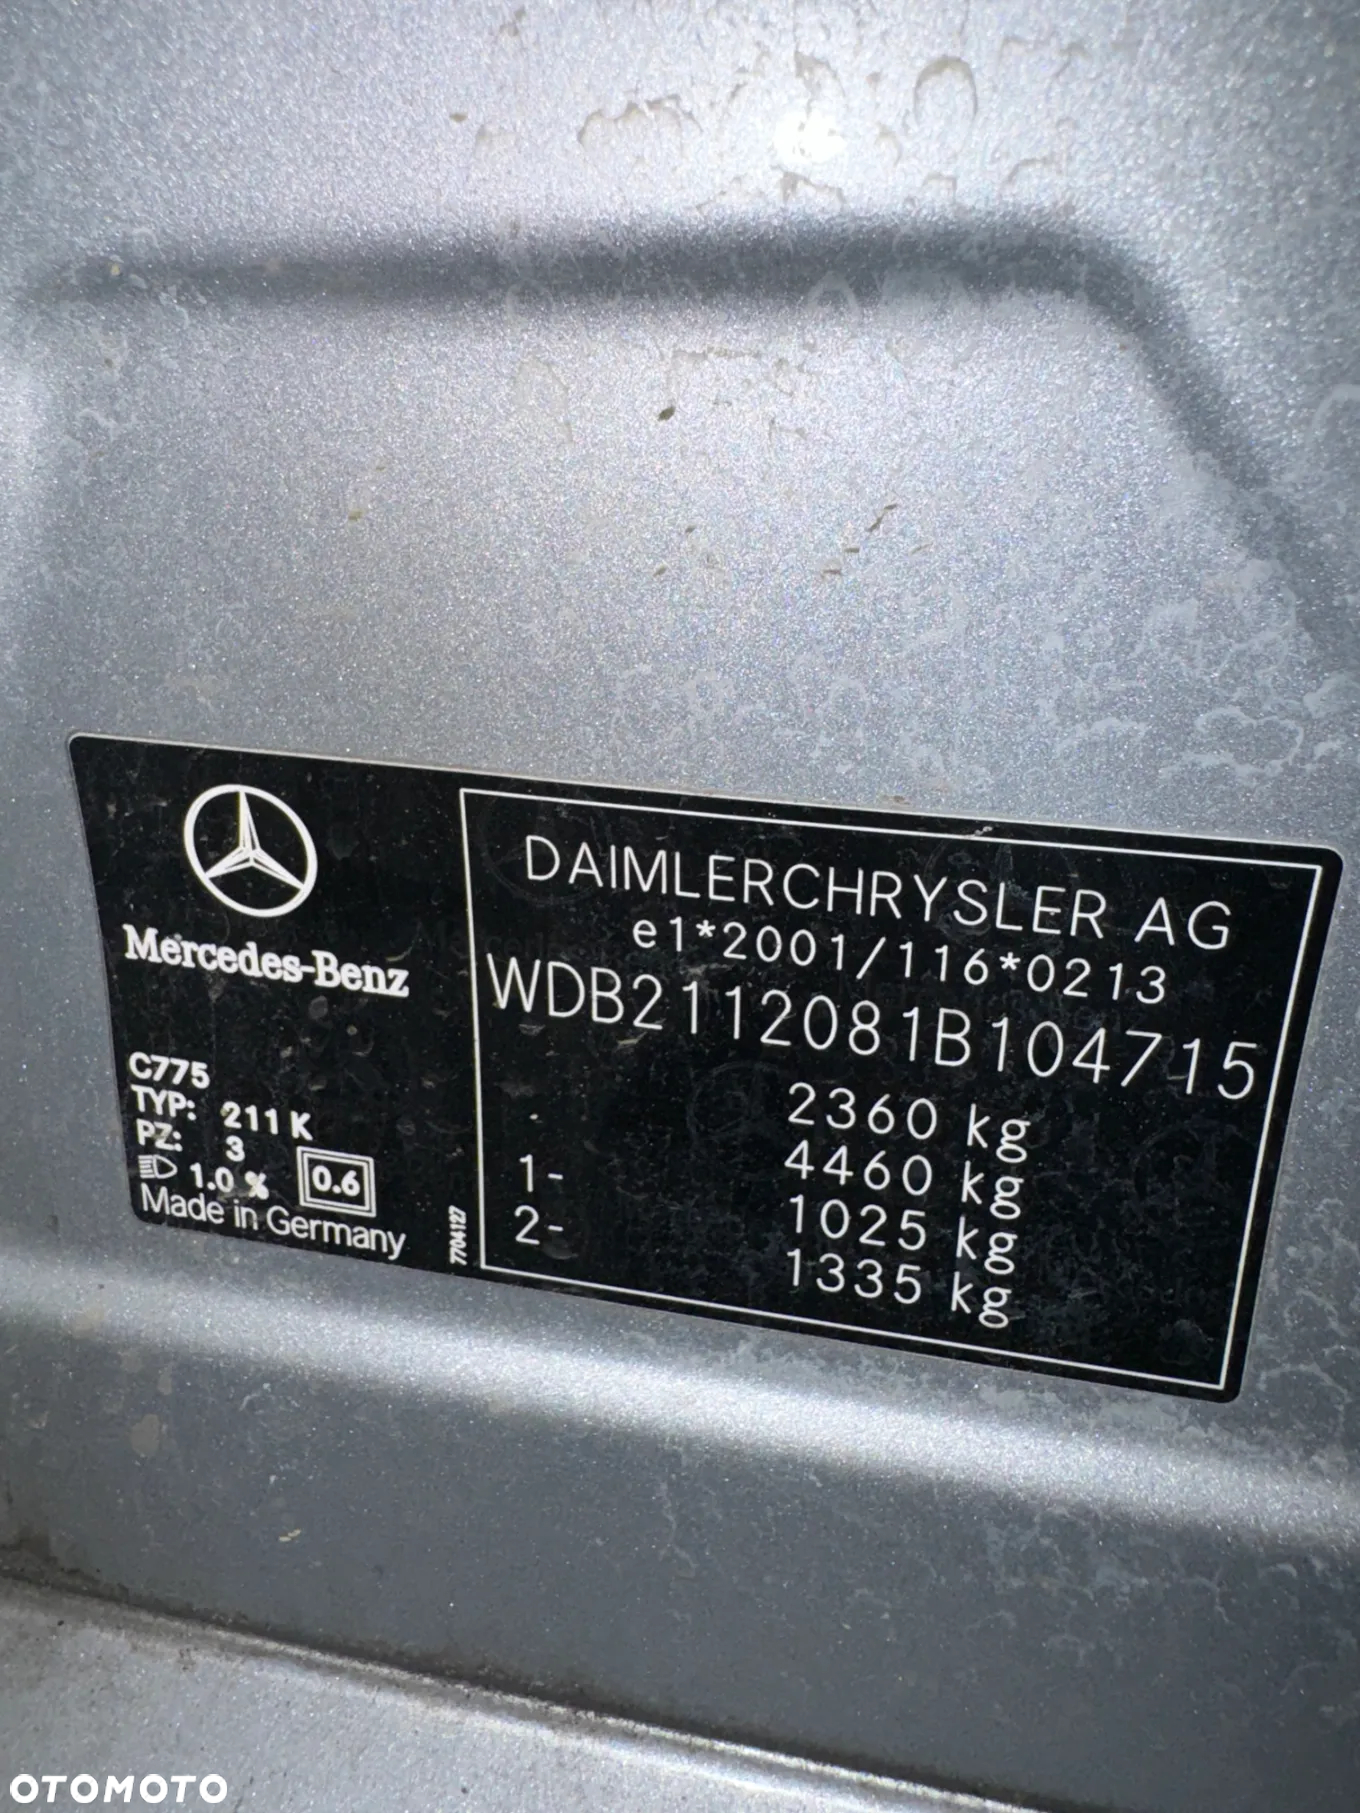 Mercedes-Benz
C775
TYP: 211 K
PZ: 3
1.0 % 0.6
Made in Germany
7704127
DAIMLERCHRYSLER AG
e1*2001/116*0213
WDB2112081B104715
2360 kg
4460 kg
1- 1025 kg
2- 1335 kg
OTOMOTO